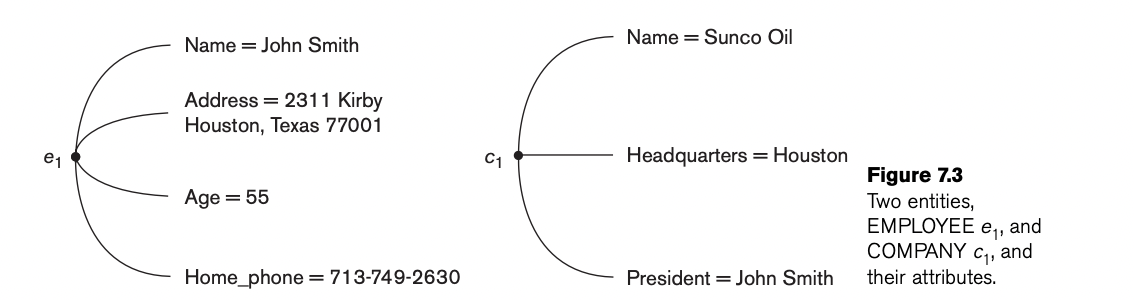 Name = John Smith
Address = 2311 Kirby
Houston, Texas 77001
e1
Age = 55
Home_phone = 713-749-2630
Name = Sunco Oil
c1
Headquarters = Houston
President = John Smith
Figure 7.3
Two entities,
EMPLOYEE e1, and
COMPANY c1, and
their attributes.